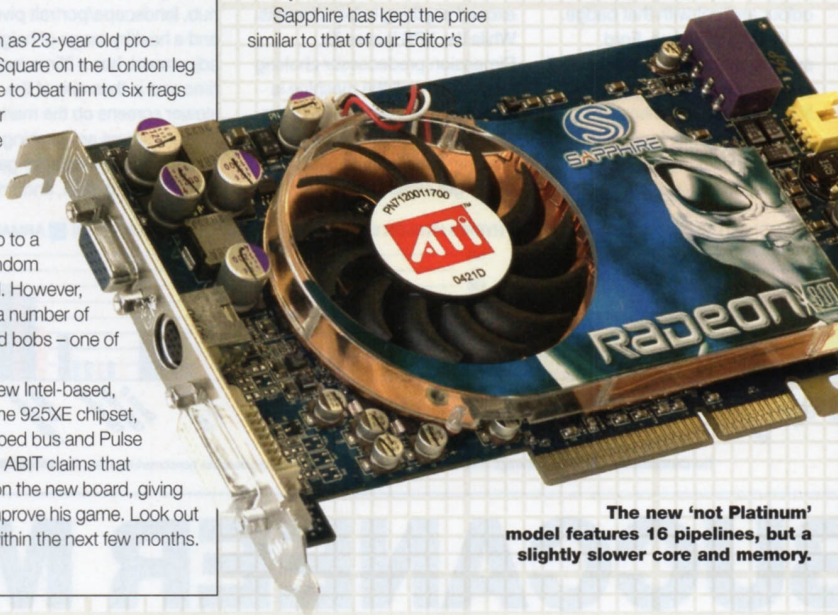 n as 23-year old pro-
Square on the London leg
e to beat him to six frags
r
e
o to a
ndom
l. However,
a number of
d bobs – one of
ew Intel-based,
ne 925XE chipset,
ped bus and Pulse
ABIT claims that
on the new board, giving
nprove his game. Look out
ithin the next few months.
Sapphire has kept the price
similar to that of our Editor's
SAPPHIRE
PN7120011700
ATI
0421D
RADEON
The new 'not Platinum'
model features 16 pipelines, but a
slightly slower core and memory.